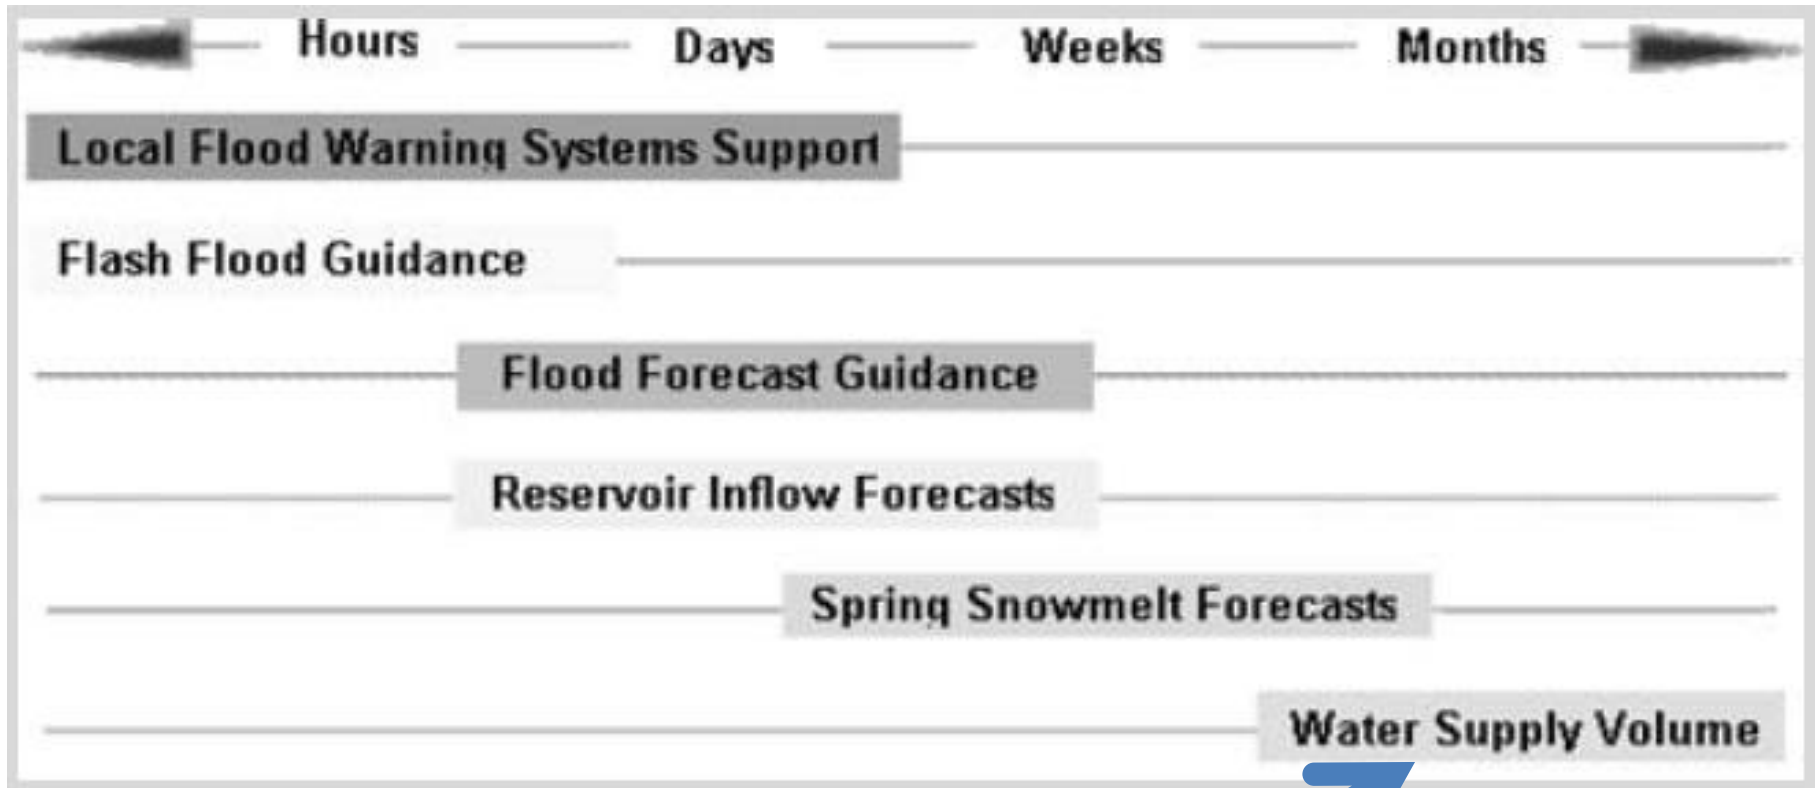 Hours Days Weeks Months
Local Flood Warning Systems Support
Flash Flood Guidance
Flood Forecast Guidance
Reservoir Inflow Forecasts
Spring Snowmelt Forecasts
Water Supply Volume